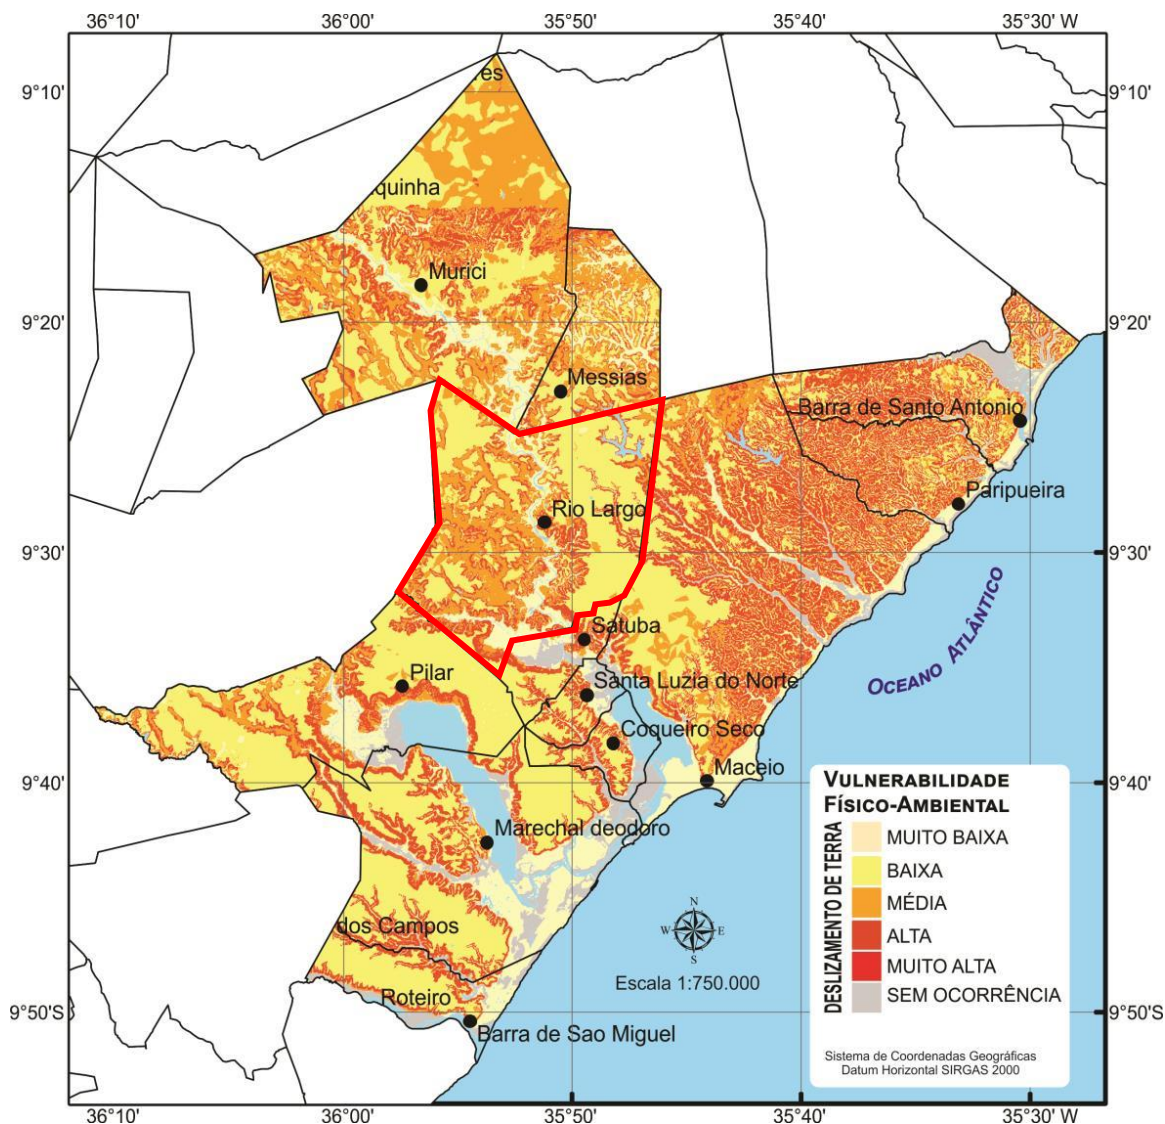 36°10'
36°00'
35°50'
35°40'
35°30' W
9°10'
9°10'
res
quinha
Murici
9°20'
9°20'
Messias
Barra de Santo Antonio
Paripueira
Rio Largo
9°30'
9°30'
OCEANO ATLÂNTICO
Satuba
Pilar
Santa Luzia do Norte
Coqueiro Seco
Maceio
9°40'
9°40'
Marechal deodoro
dos Campos
Roteiro
Barra de Sao Miguel
9°50'S
9°50'S
N
W
E
S
Escala 1:750.000
VULNERABILIDADE
FÍSICO-AMBIENTAL
DESLIZAMENTO DE TERRA
MUITO BAIXA
BAIXA
MÉDIA
ALTA
MUITO ALTA
SEM OCORRÊNCIA
Sistema de Coordenadas Geográficas
Datum Horizontal SIRGAS 2000
36°10'
36°00'
35°50'
35°40'
35°30' W